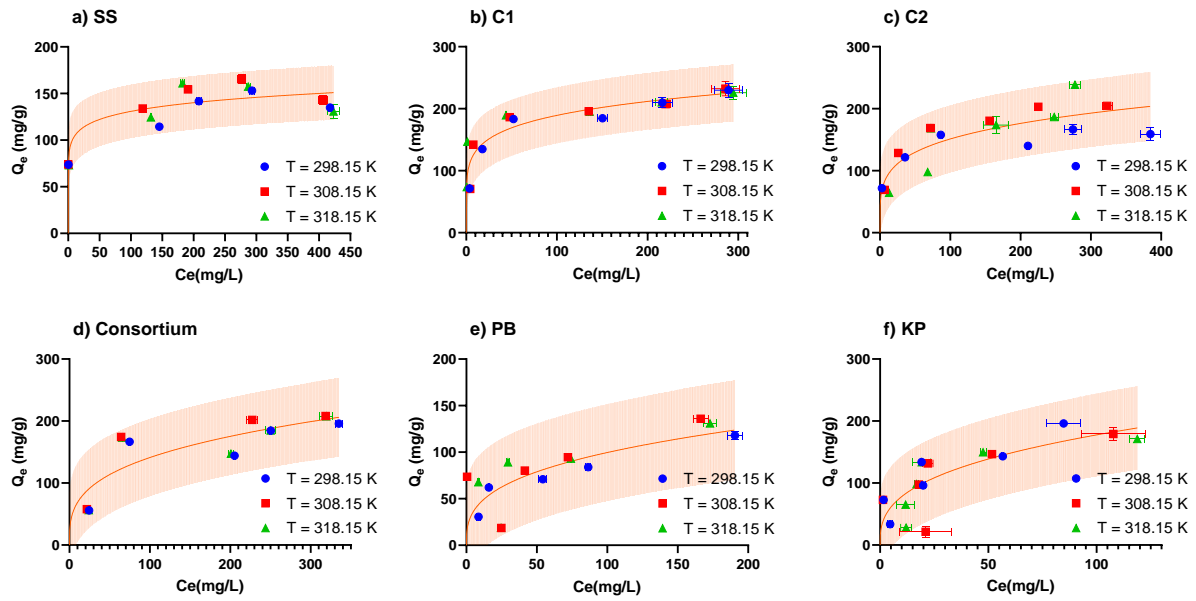 a) SS
Qe (mg/g)
200
150
100
50
0
0 50 100 150 200 250 300 350 400 450
Ce(mg/L)
T = 298.15 K
T = 308.15 K
T = 318.15 K
b) C1
Qe (mg/g)
300
200
100
0
0 100 200 300
Ce(mg/L)
T = 298.15 K
T = 308.15 K
T = 318.15 K
c) C2
Qe (mg/g)
300
200
100
0
0 100 200 300 400
Ce(mg/L)
T = 298.15 K
T = 308.15 K
T = 318.15 K
d) Consortium
Qe (mg/g)
300
200
100
0
0 100 200 300
Ce(mg/L)
T = 298.15 K
T = 308.15 K
T = 318.15 K
e) PB
Qe (mg/g)
200
150
100
50
0
0 50 100 150 200
Ce(mg/L)
T = 298.15 K
T = 308.15 K
T = 318.15 K
f) KP
Qe (mg/g)
300
200
100
0
0 50 100
Ce(mg/L)
T = 298.15 K
T = 308.15 K
T = 318.15 K